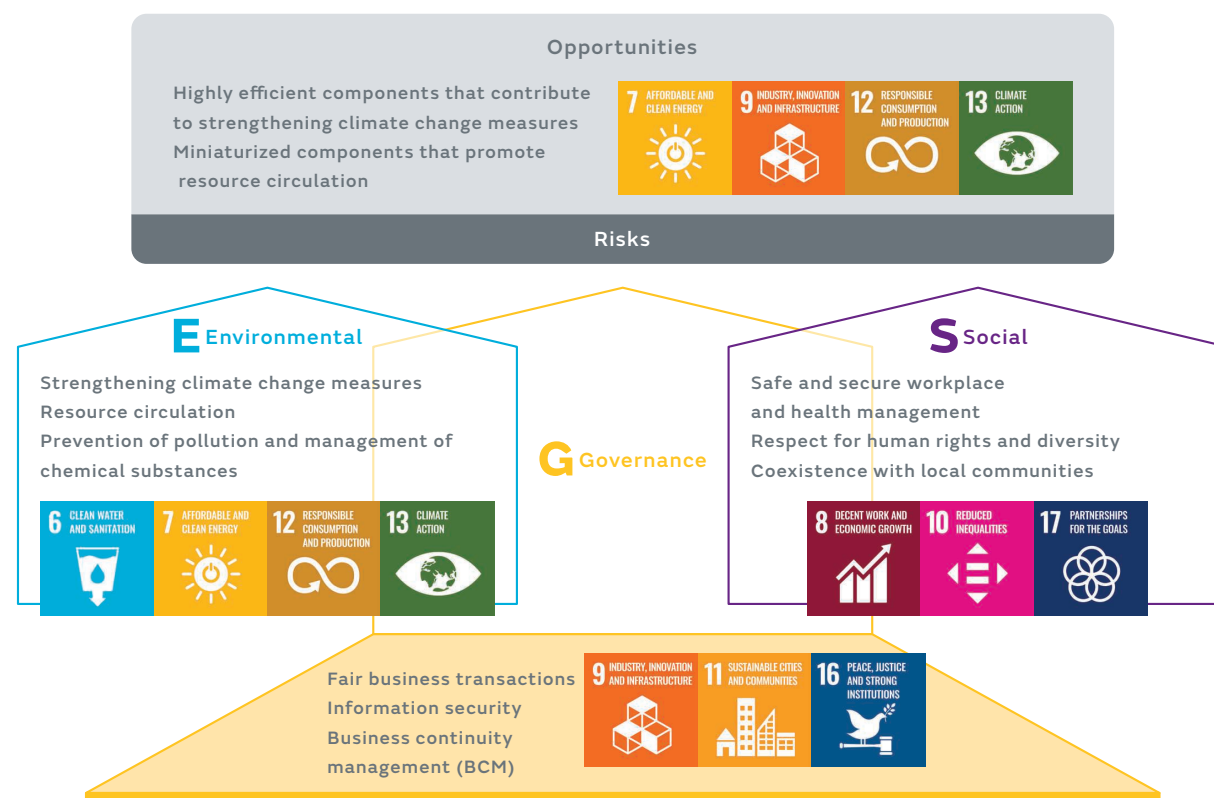 Opportunities
Highly efficient components that contribute
to strengthening climate change measures
Miniaturized components that promote
resource circulation
7 AFFORDABLE AND
CLEAN ENERGY
9 INDUSTRY, INNOVATION
AND INFRASTRUCTURE
12 RESPONSIBLE
CONSUMPTION
AND PRODUCTION
13 CLIMATE
ACTION
Risks
E Environmental
Strengthening climate change measures
Resource circulation
Prevention of pollution and management of
chemical substances
6 CLEAN WATER
AND SANITATION
7 AFFORDABLE AND
CLEAN ENERGY
12 RESPONSIBLE
CONSUMPTION
AND PRODUCTION
13 CLIMATE
ACTION
G Governance
S Social
Safe and secure workplace
and health management
Respect for human rights and diversity
Coexistence with local communities
8 DECENT WORK AND
ECONOMIC GROWTH
10 REDUCED
INEQUALITIES
17 PARTNERSHIPS
FOR THE GOALS
Fair business transactions
Information security
Business continuity
management (BCM)
9 INDUSTRY, INNOVATION
AND INFRASTRUCTURE
11 SUSTAINABLE CITIES
AND COMMUNITIES
16 PEACE, JUSTICE
AND STRONG
INSTITUTIONS